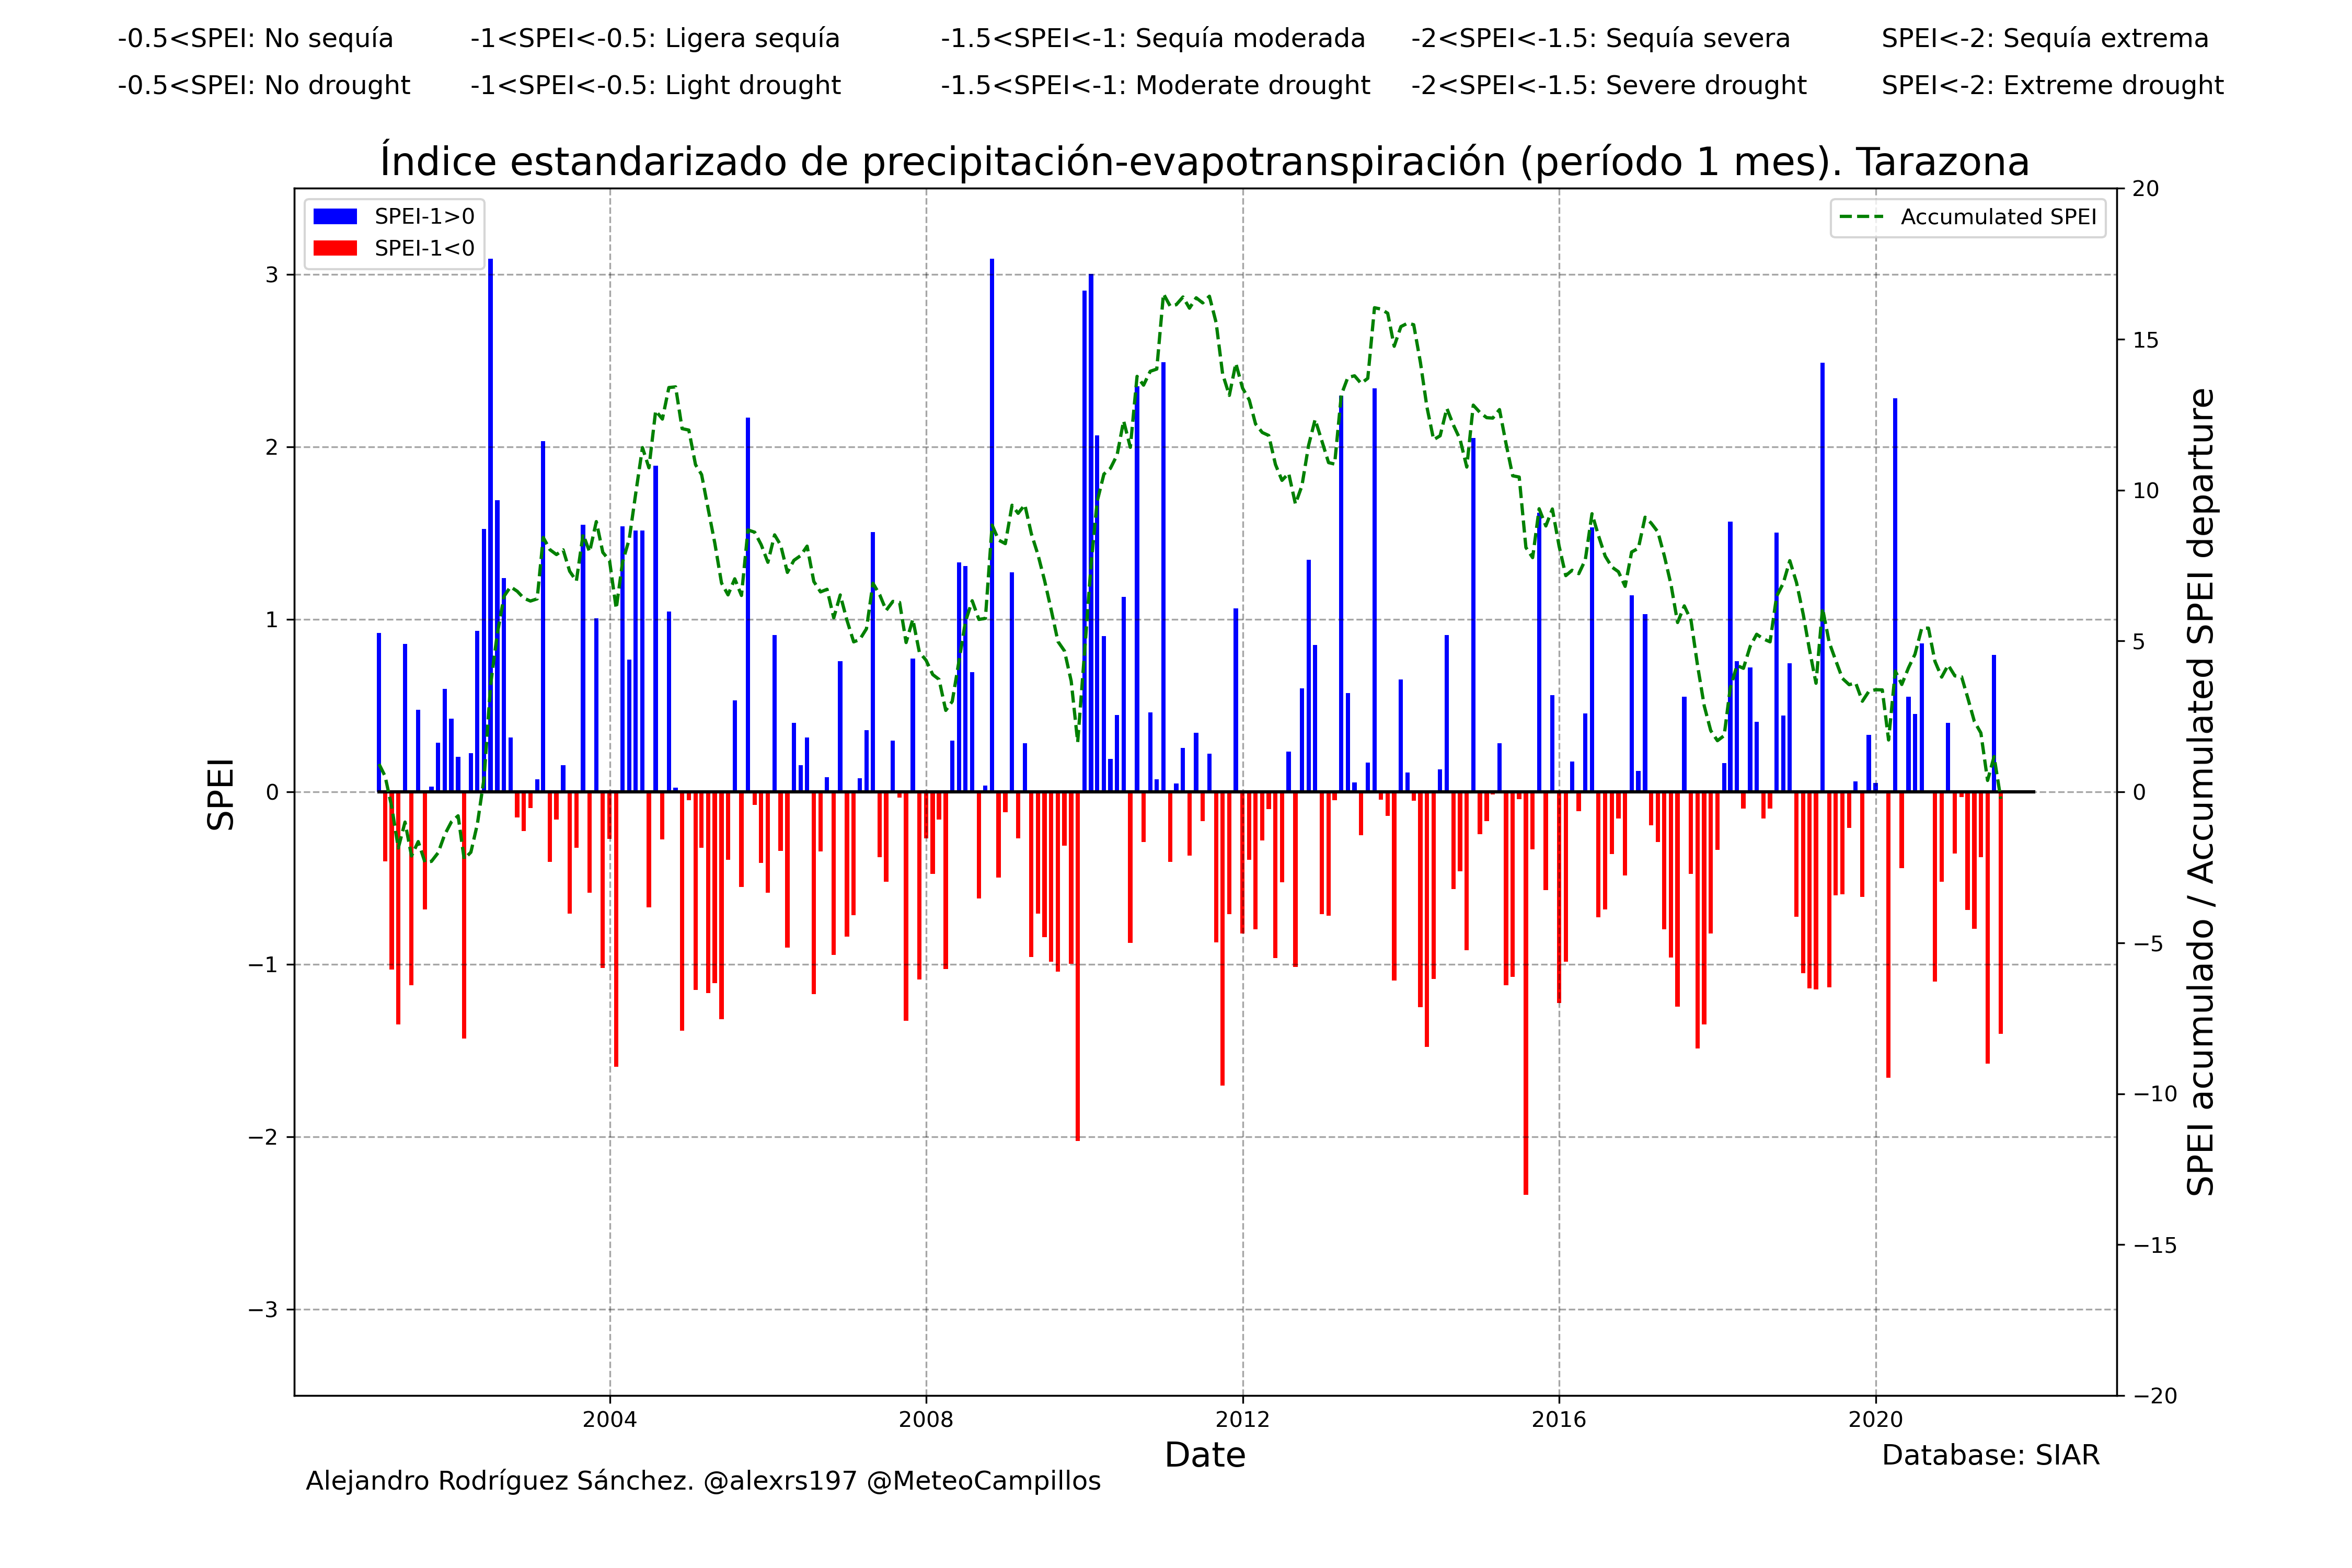 -0.5<SPEI: No sequía -1<SPEI<-0.5: Ligera sequía -1.5<SPEI<-1: Sequía moderada -2<SPEI<-1.5: Sequía severa SPEI<-2: Sequía extrema
-0.5<SPEI: No drought -1<SPEI<-0.5: Light drought -1.5<SPEI<-1: Moderate drought -2<SPEI<-1.5: Severe drought SPEI<-2: Extreme drought
Índice estandarizado de precipitación-evapotranspiración (período 1 mes). Tarazona
SPEI-1>0
SPEI-1<0
Accumulated SPEI
SPEI
3
2
1
0
−1
−2
−3
20
15
10
5
0
−5
−10
−15
−20
SPEI acumulado / Accumulated SPEI departure
2004 2008 2012 2016 2020
Date
Database: SIAR
Alejandro Rodríguez Sánchez. @alexrs197 @MeteoCampillos